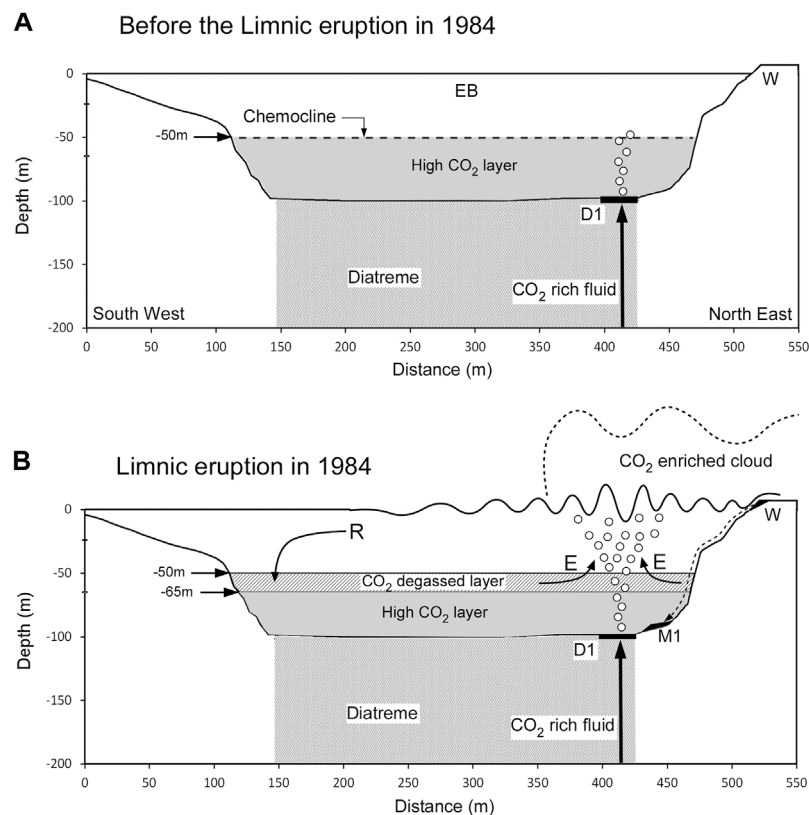 A
Before the Limnic eruption in 1984
0
-50
-100
-150
-200
Depth (m)
EB
W
Chemocline
-50m
High CO2 layer
D1
Diatreme
CO2 rich fluid
South West
North East
0 50 100 150 200 250 300 350 400 450 500 550
Distance (m)
B
Limnic eruption in 1984
CO2 enriched cloud
0
-50
-100
-150
-200
Depth (m)
W
R
E
E
-50m
CO2 degassed layer
-65m
High CO2 layer
D1
M1
Diatreme
CO2 rich fluid
0 50 100 150 200 250 300 350 400 450 500 550
Distance (m)